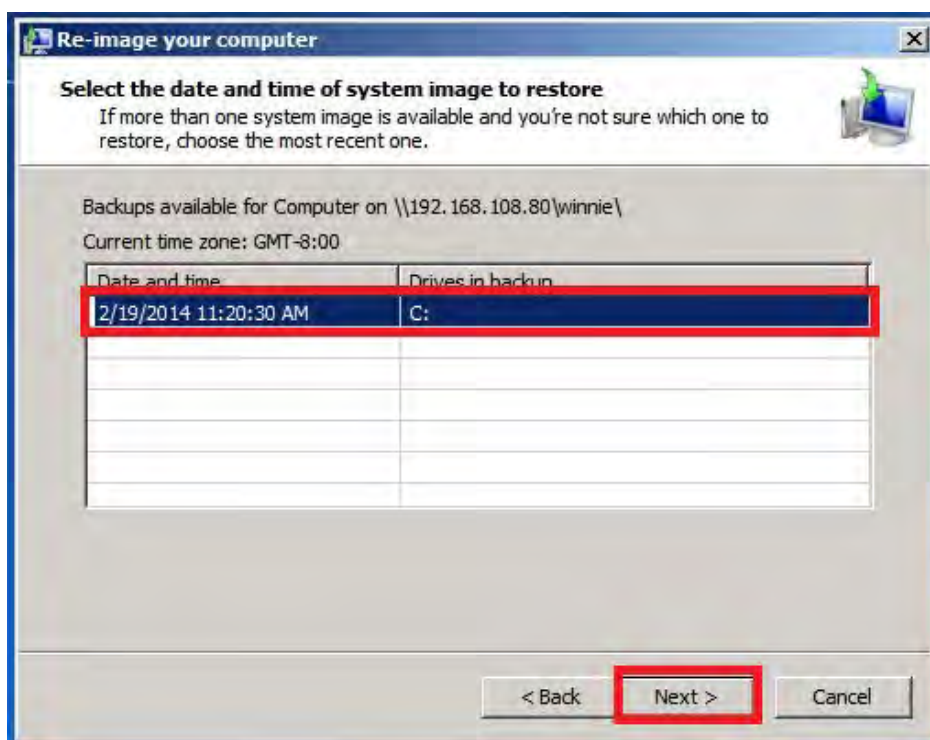 Re-image your computer
Select the date and time of system image to restore
If more than one system image is available and you're not sure which one to
restore, choose the most recent one.
Backups available for Computer on \\192.168.108.80\winnie\
Current time zone: GMT-8:00
Date and time Drives in backup
2/19/2014 11:20:30 AM C:
< Back Next > Cancel